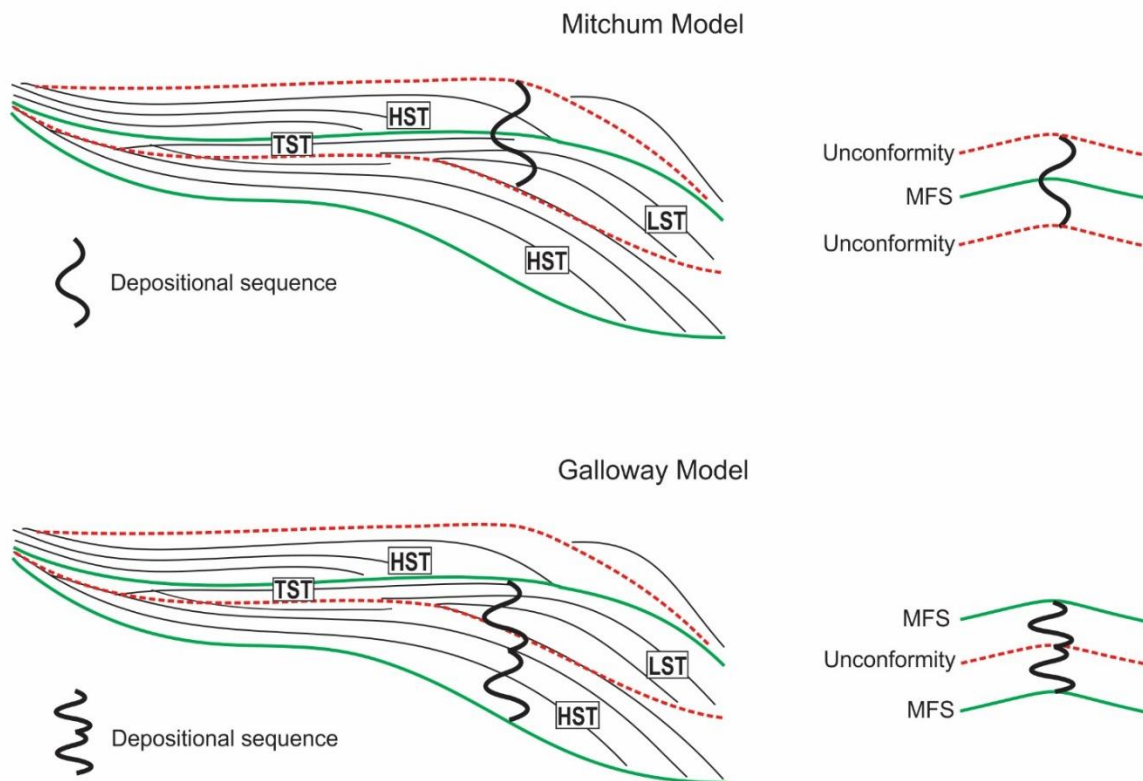 Mitchum Model
HST
TST
LST
HST
Depositional sequence
Unconformity
MFS
Unconformity
Galloway Model
HST
TST
LST
HST
Depositional sequence
MFS
Unconformity
MFS